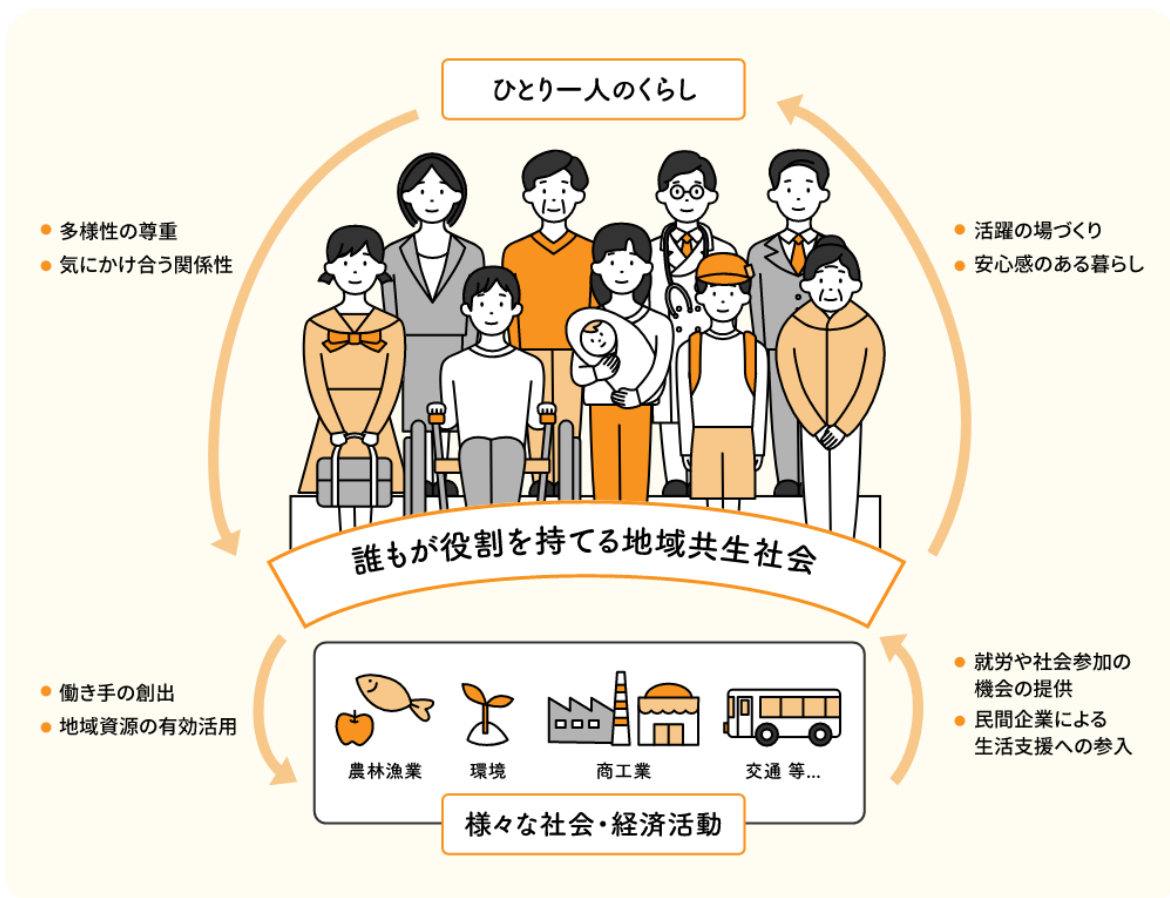 ひとり一人のくらし
● 多様性の尊重
● 気にかけ合う関係性
● 活躍の場づくり
● 安心感のある暮らし
誰もが役割を持てる地域共生社会
● 働き手の創出
● 地域資源の有効活用
● 就労や社会参加の
機会の提供
● 民間企業による
生活支援への参入
農林漁業 環境 商工業 交通 等...
様々な社会・経済活動